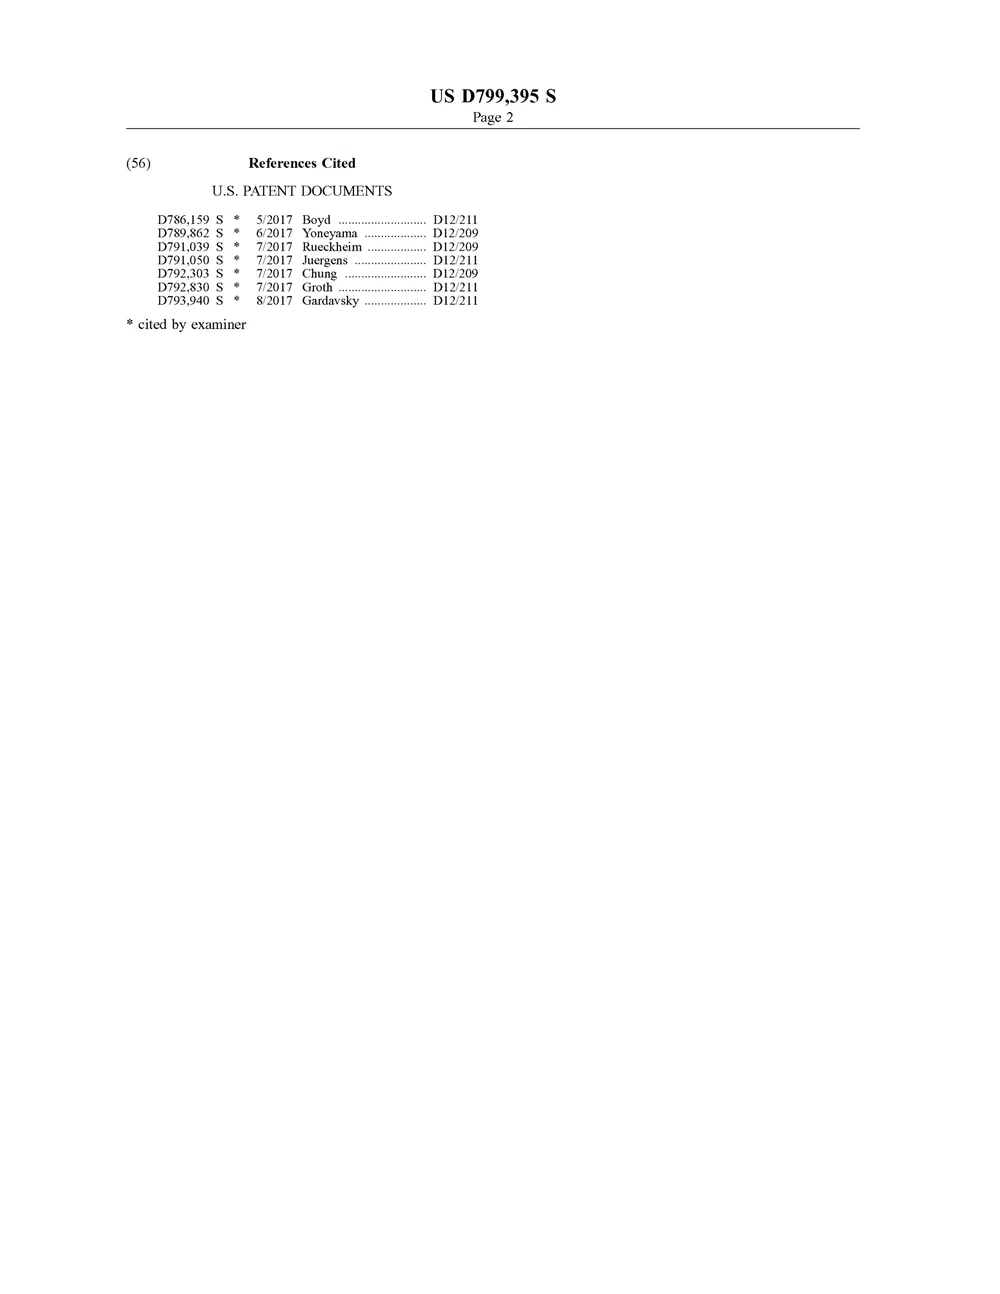 US D799,395 S
Page 2
(56) References Cited
U.S. PATENT DOCUMENTS
D786,159 S * 5/2017 Boyd ........................... D12/211
D789,862 S * 6/2017 Yoneyama ................... D12/209
D791,039 S * 7/2017 Rueckheim .................. D12/209
D791,050 S * 7/2017 Juergens ...................... D12/211
D792,303 S * 7/2017 Chung ......................... D12/209
D792,830 S * 7/2017 Groth ........................... D12/211
D793,940 S * 8/2017 Gardavsky ................... D12/211
* cited by examiner